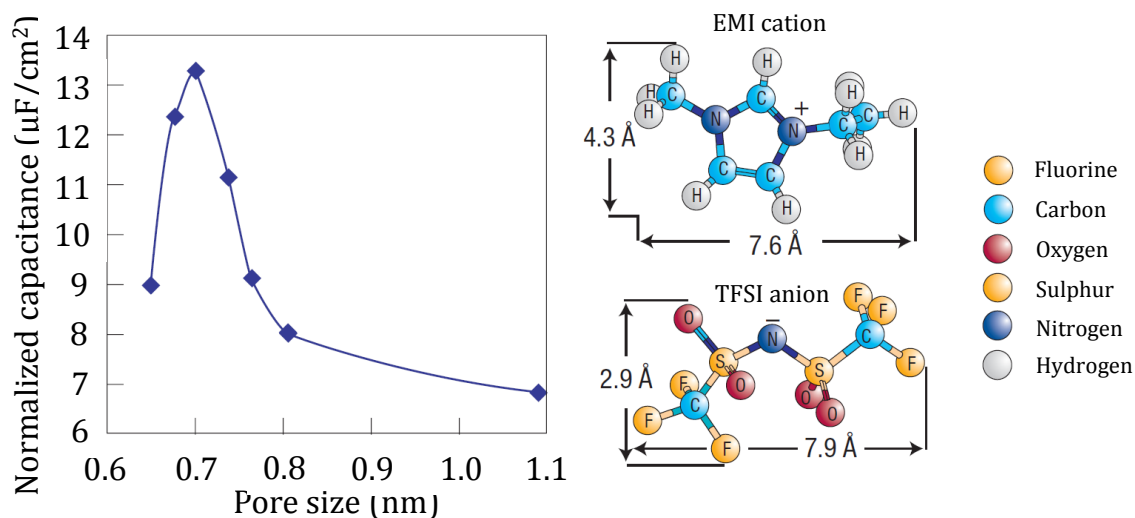 Normalized capacitance (µF/cm²)
14
13
12
11
10
9
8
7
6
0.6 0.7 0.8 0.9 1.0 1.1
Pore size (nm)
EMI cation
H
H
C
H
H
C
N
+
N
C
C
H
H
H
C
C
H
H
H
4.3 Å
7.6 Å
TFSI anion
O
−
N
F
F
C
F
S
O
S
O
O
F
C
F
F
2.9 Å
7.9 Å
Fluorine
Carbon
Oxygen
Sulphur
Nitrogen
Hydrogen